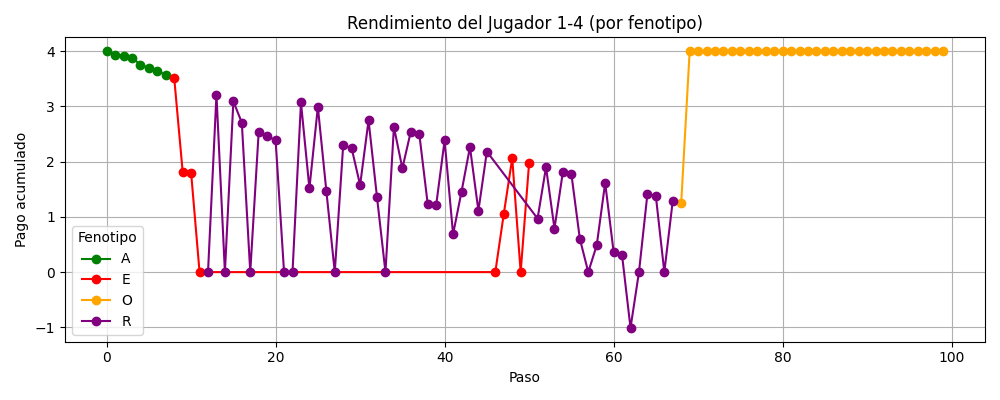 Rendimiento del Jugador 1-4 (por fenotipo)
Pago acumulado
4
3
2
1
0
−1
Fenotipo
A
E
O
R
0 20 40 60 80 100
Paso